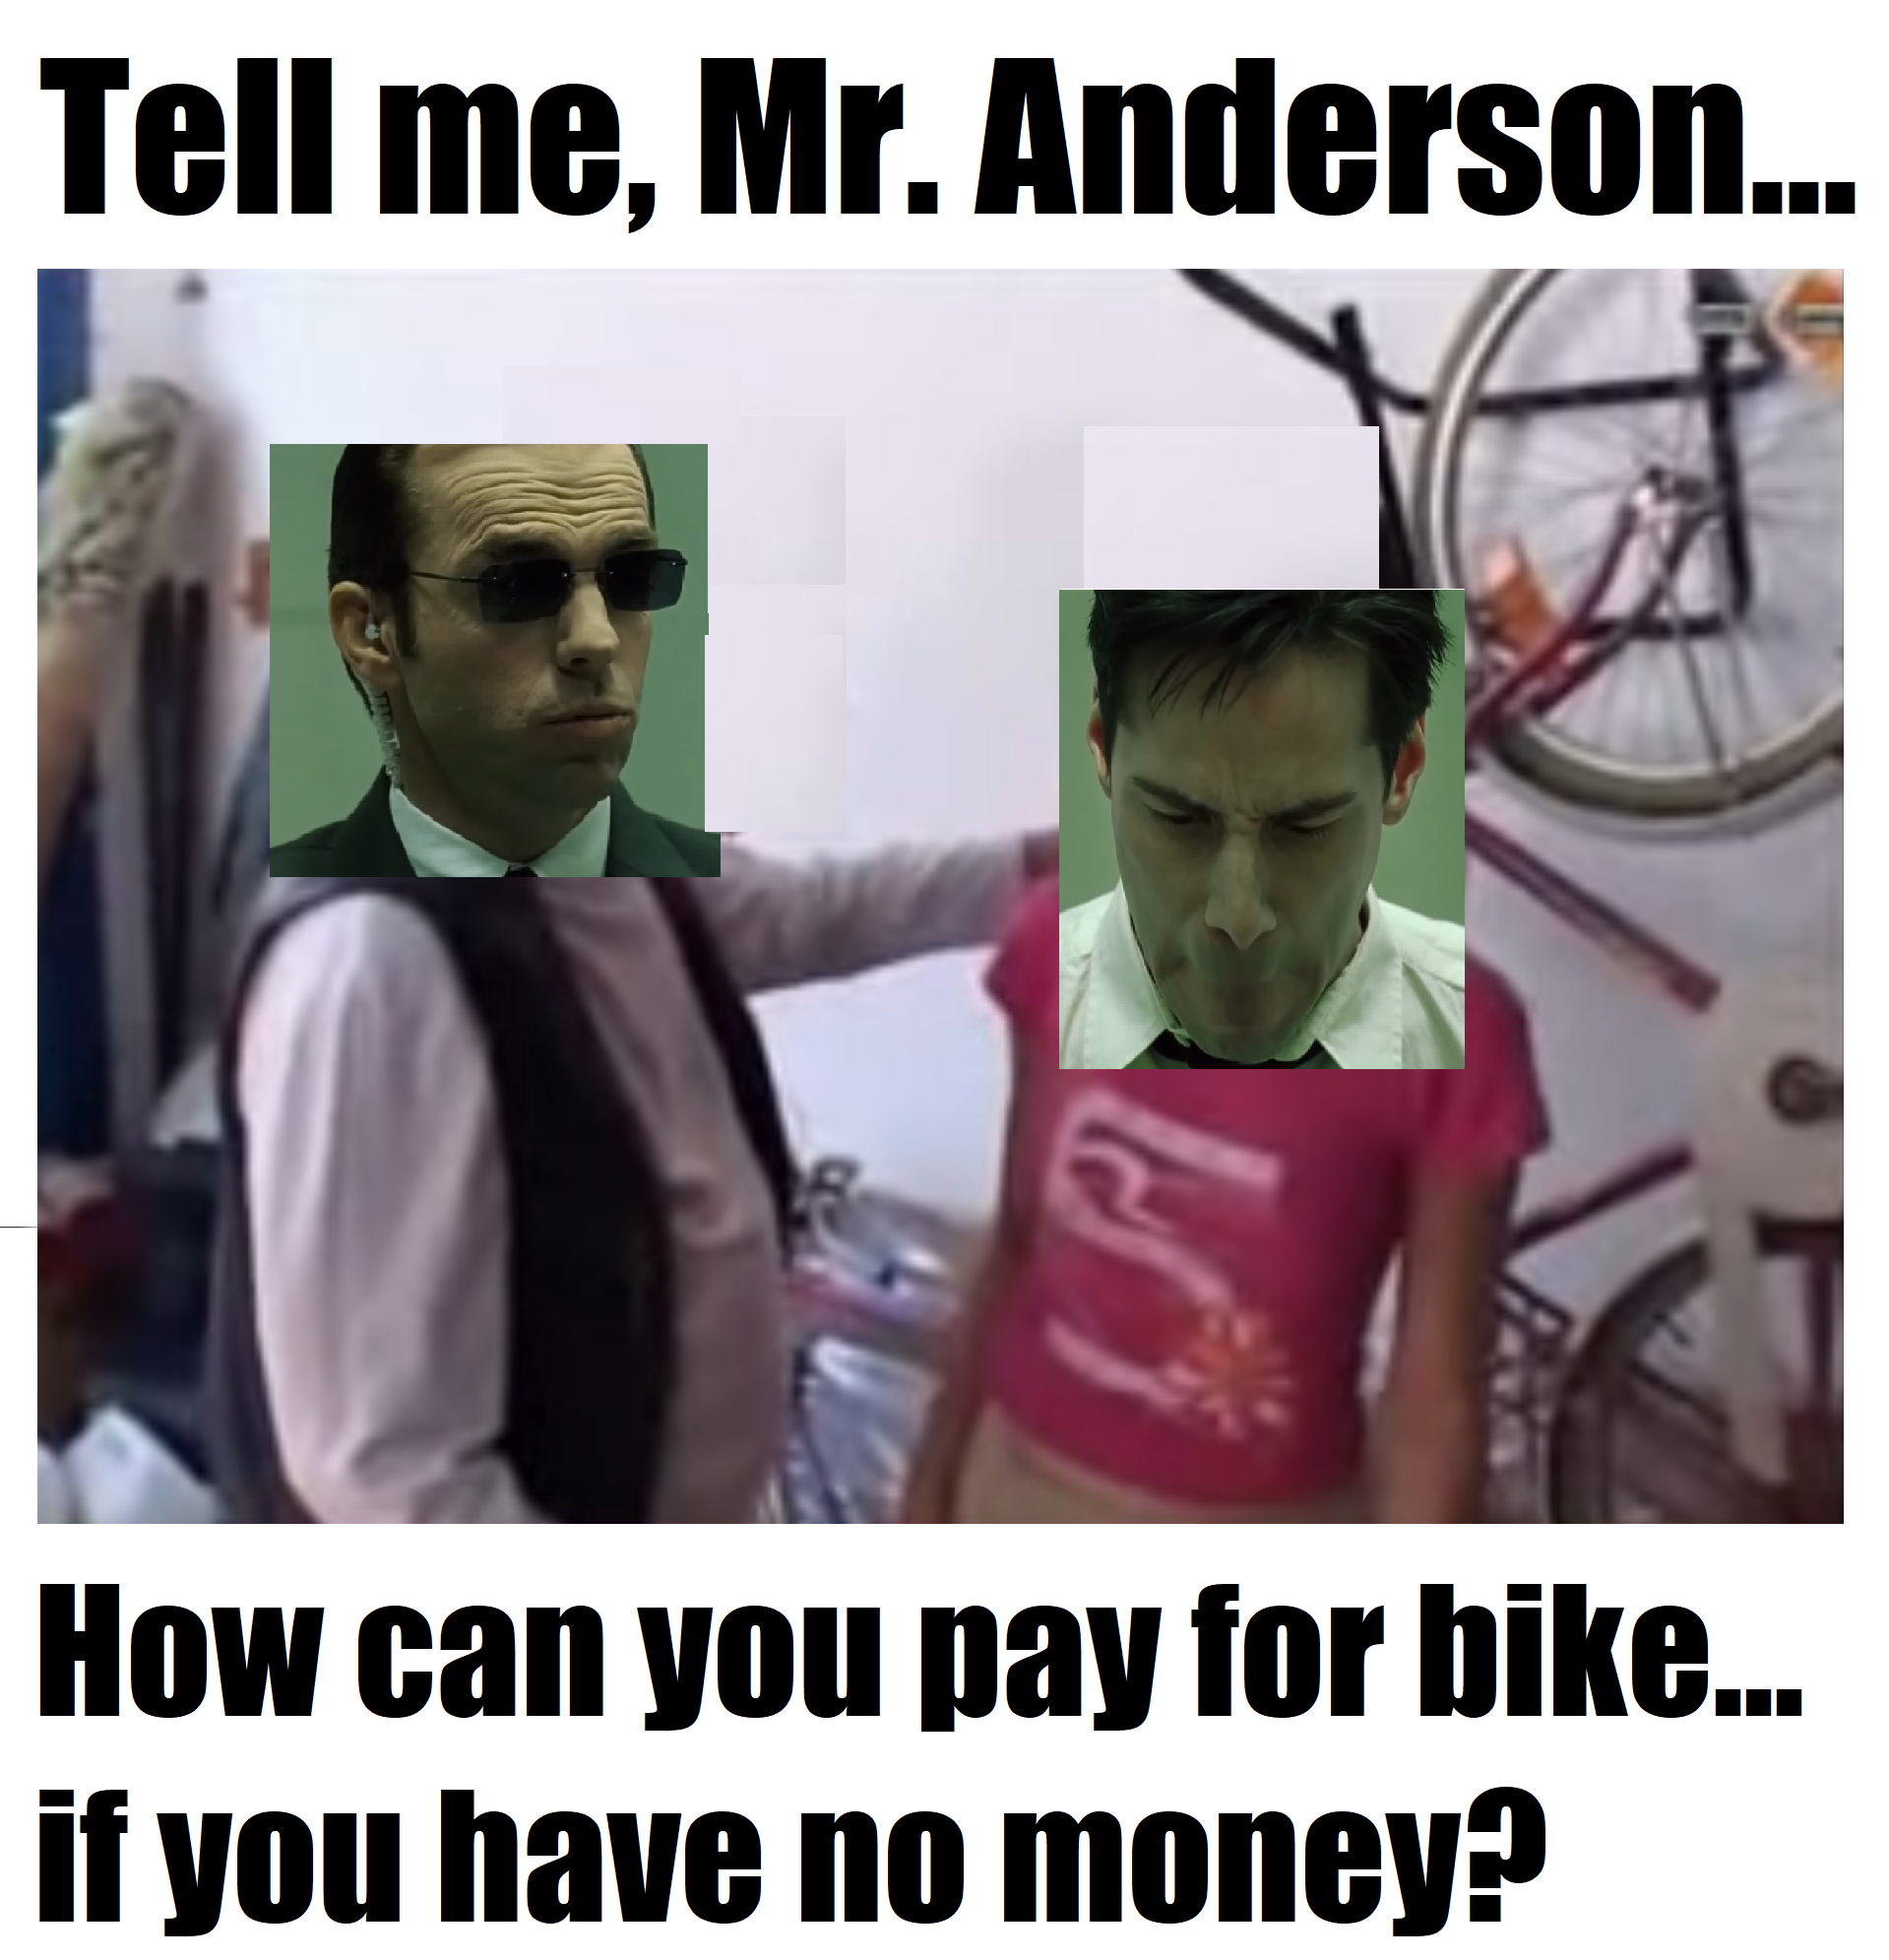 Tell me, Mr. Anderson...
How can you pay for bike...
if you have no money?